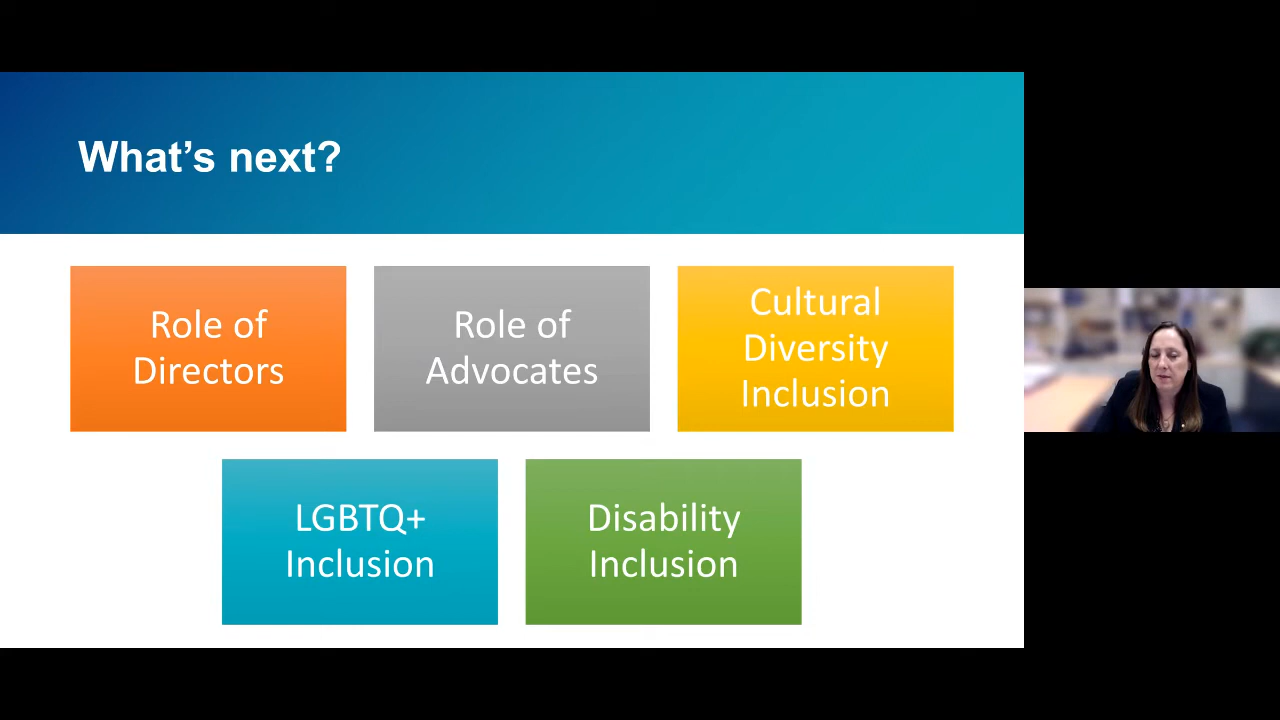 What’s next?
Role of
Directors
Role of
Advocates
Cultural
Diversity
Inclusion
LGBTQ+
Inclusion
Disability
Inclusion